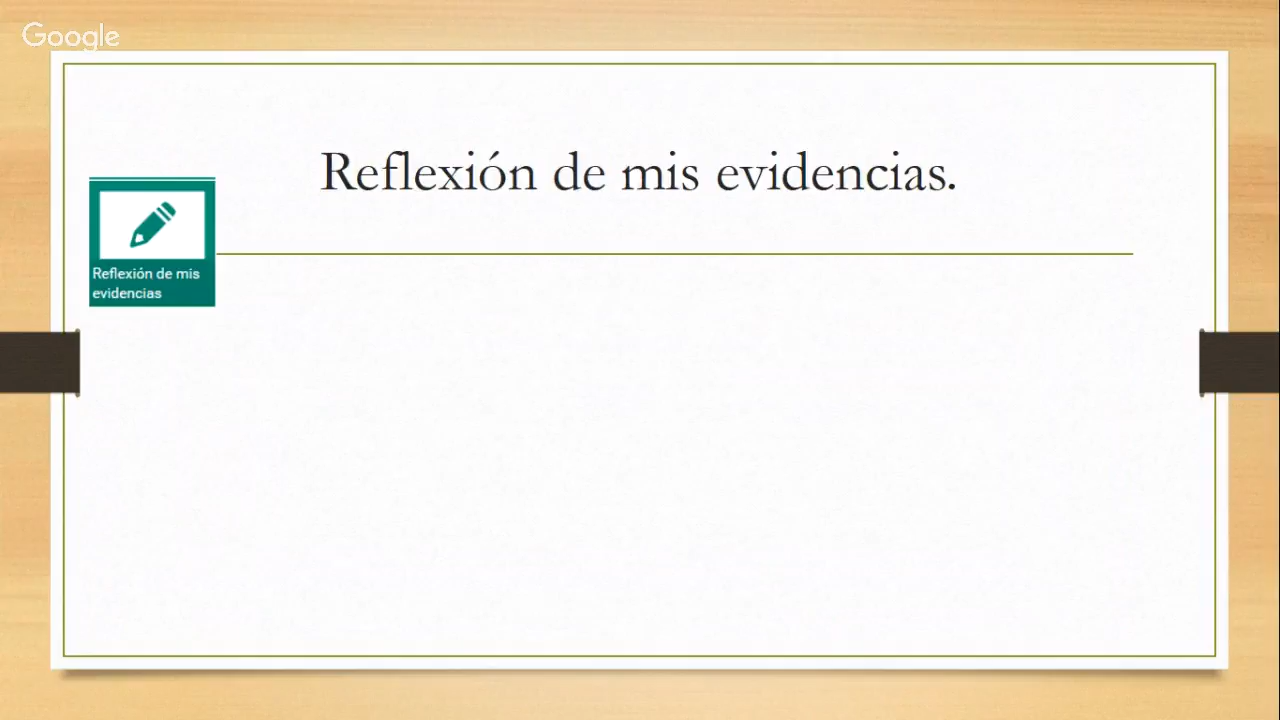 Google
Reflexión de mis evidencias.
Reflexión de mis
evidencias